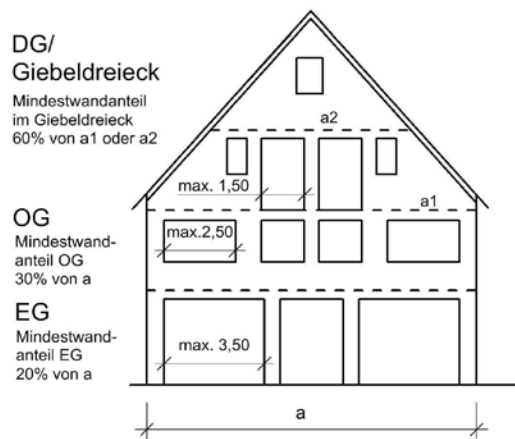 DG/
Giebeldreieck
Mindestwandanteil
im Giebeldreieck
60% von a1 oder a2
a2
max. 1,50
a1
OG
Mindestwand-
anteil OG
30% von a
max.2,50
EG
Mindestwand-
anteil EG
20% von a
max. 3,50
a